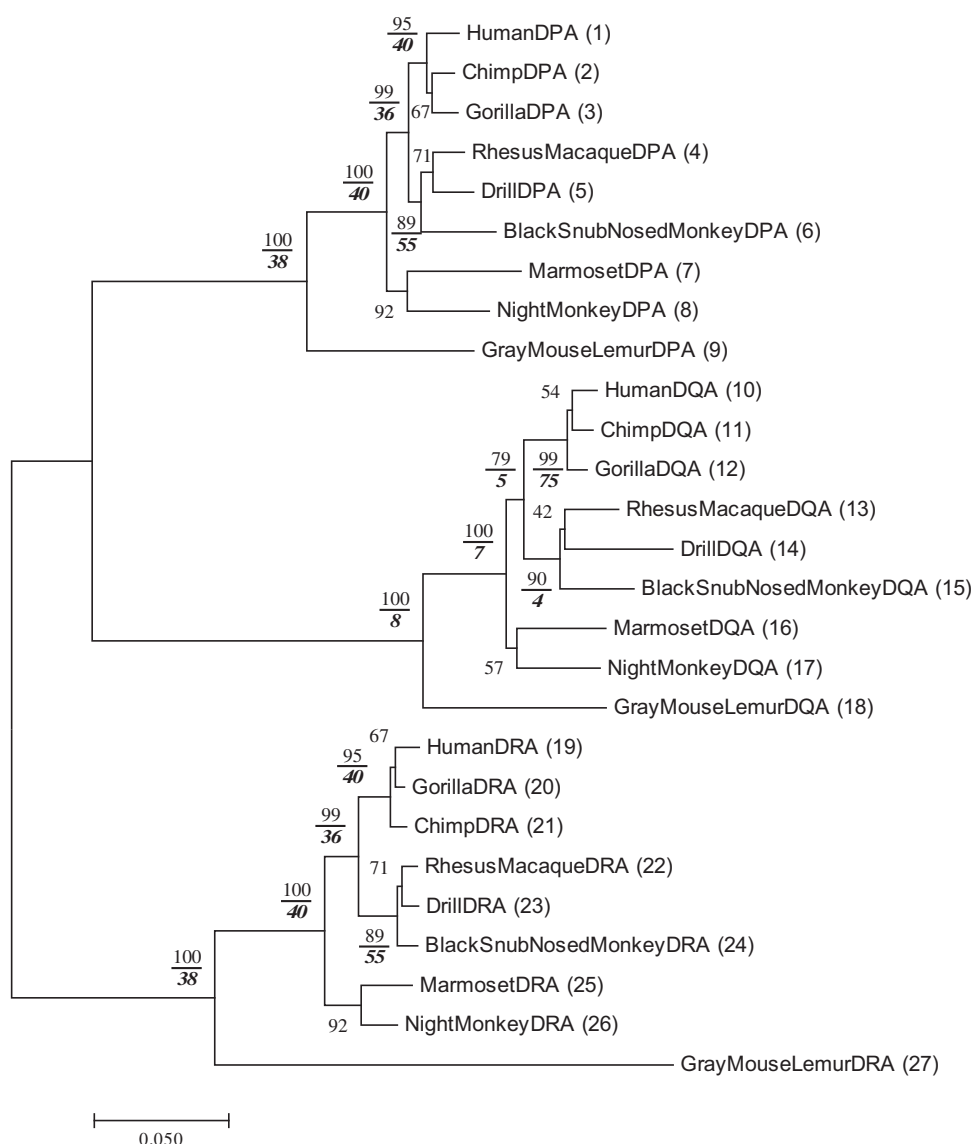 95
40
HumanDPA (1)
ChimpDPA (2)
99
36
67
GorillaDPA (3)
71
RhesusMacaqueDPA (4)
100
40
DrillDPA (5)
89
55
BlackSnubNosedMonkeyDPA (6)
100
38
MarmosetDPA (7)
92
NightMonkeyDPA (8)
GrayMouseLemurDPA (9)
54
HumanDQA (10)
ChimpDQA (11)
79
5
99
75
GorillaDQA (12)
42
RhesusMacaqueDQA (13)
100
7
DrillDQA (14)
90
4
BlackSnubNosedMonkeyDQA (15)
100
8
MarmosetDQA (16)
57
NightMonkeyDQA (17)
GrayMouseLemurDQA (18)
67
HumanDRA (19)
95
40
GorillaDRA (20)
ChimpDRA (21)
99
36
71
RhesusMacaqueDRA (22)
100
40
DrillDRA (23)
89
55
BlackSnubNosedMonkeyDRA (24)
100
38
MarmosetDRA (25)
92
NightMonkeyDRA (26)
GrayMouseLemurDRA (27)
0.050